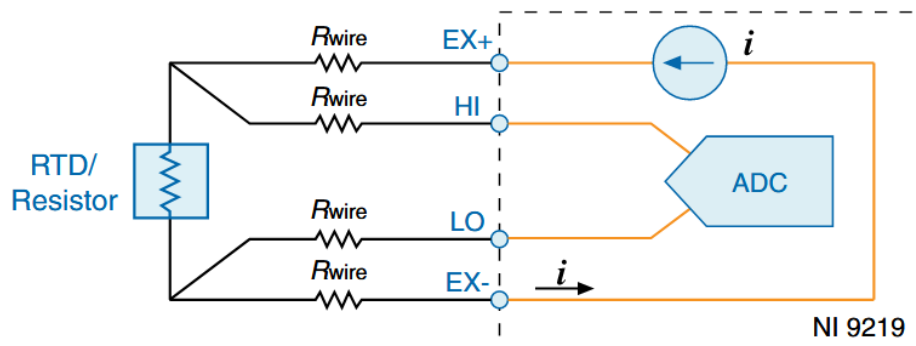 Rwire
EX+
i
Rwire
HI
RTD/
Resistor
ADC
Rwire
LO
Rwire
EX-
i
NI 9219